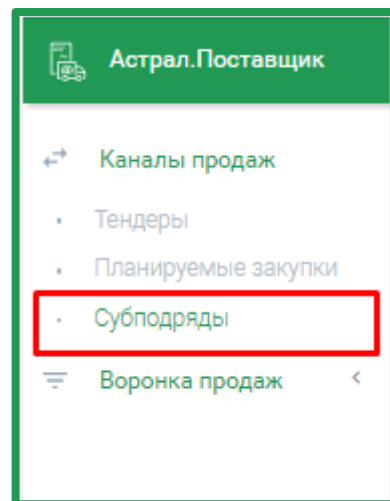 Астрал.Поставщик
Каналы продаж
Тендеры
Планируемые закупки
Субподряды
Воронка продаж